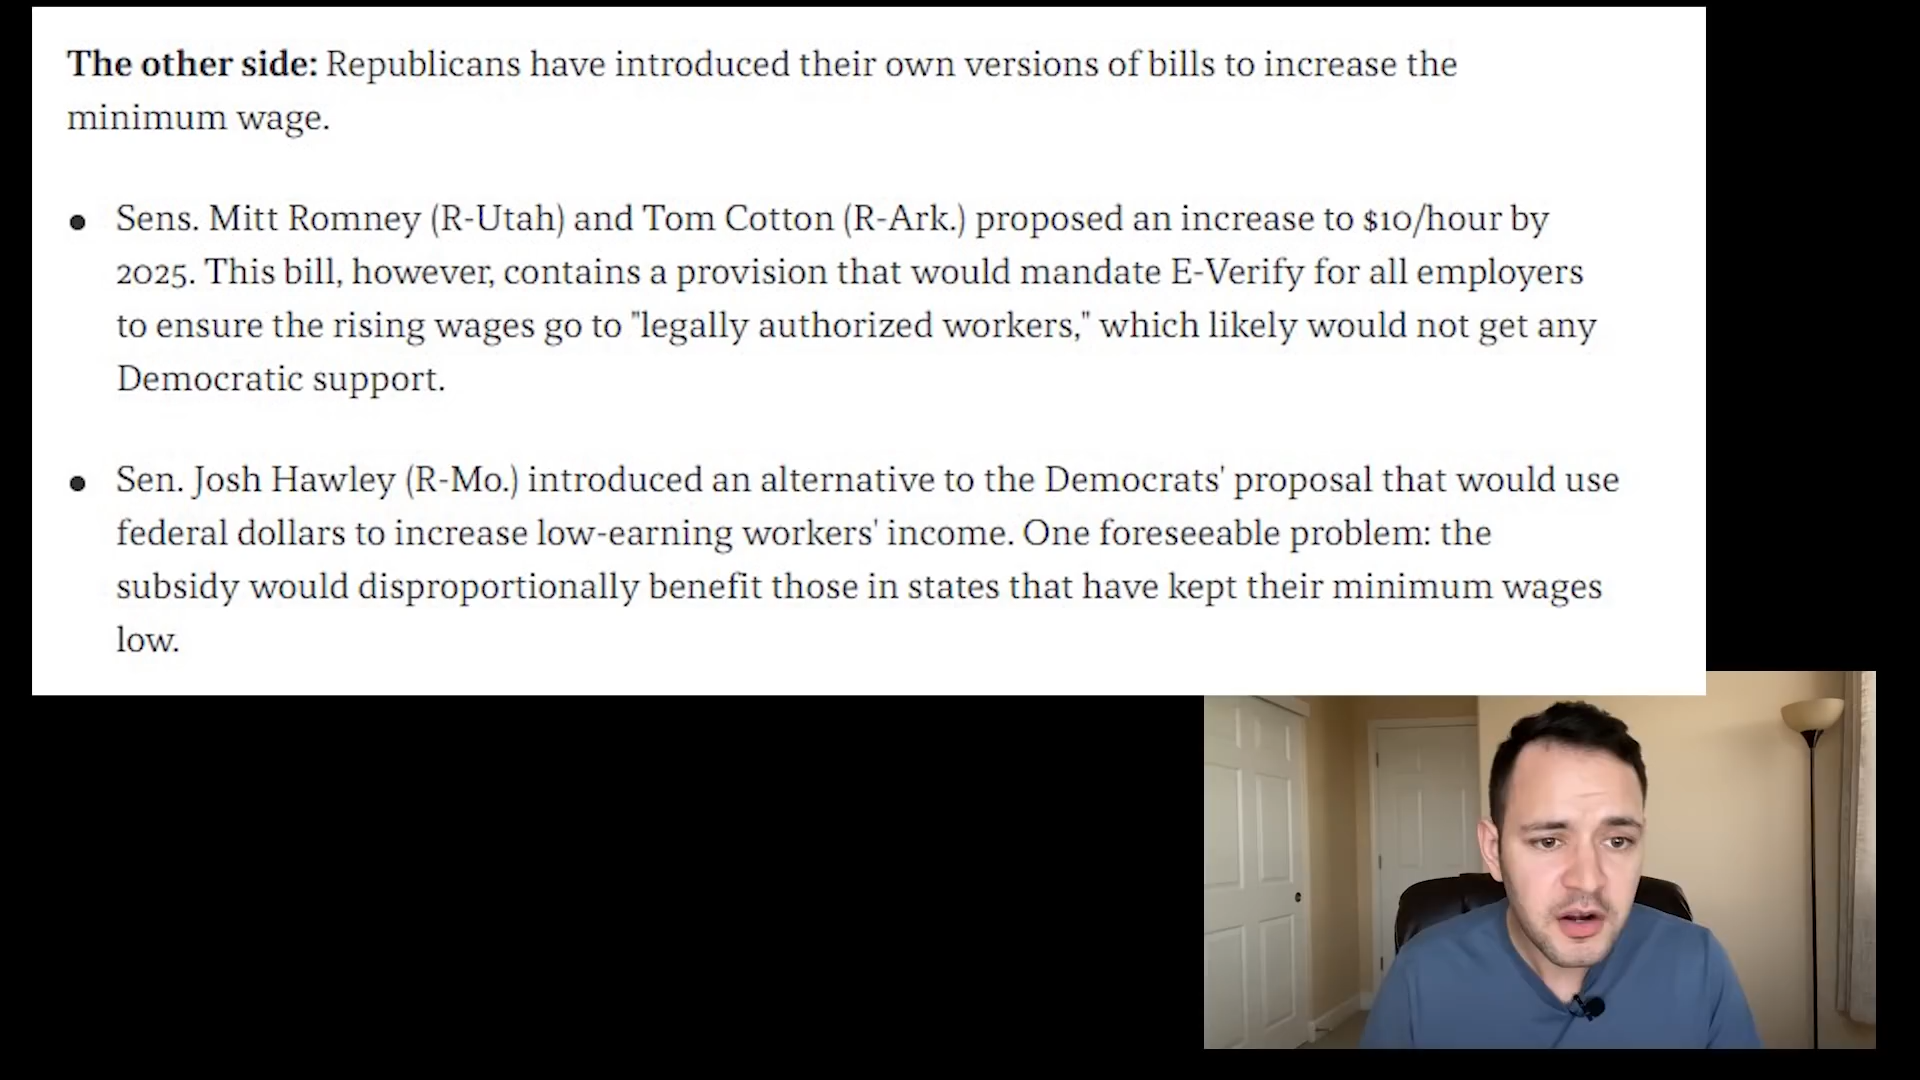 The other side: Republicans have introduced their own versions of bills to increase the
minimum wage.
● Sens. Mitt Romney (R-Utah) and Tom Cotton (R-Ark.) proposed an increase to $10/hour by
2025. This bill, however, contains a provision that would mandate E-Verify for all employers
to ensure the rising wages go to "legally authorized workers," which likely would not get any
Democratic support.
● Sen. Josh Hawley (R-Mo.) introduced an alternative to the Democrats' proposal that would use
federal dollars to increase low-earning workers' income. One foreseeable problem: the
subsidy would disproportionally benefit those in states that have kept their minimum wages
low.